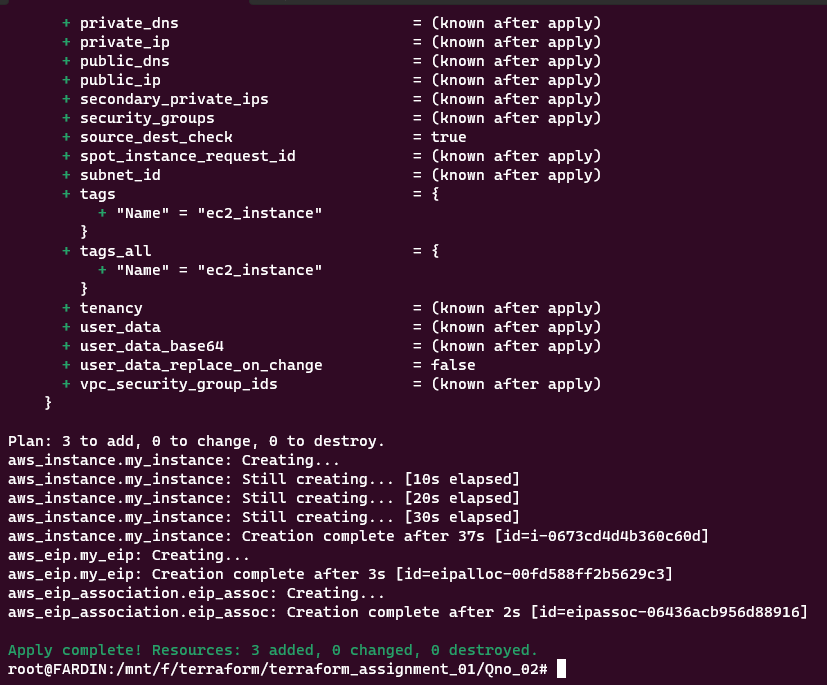 + private_dns = (known after apply)
+ private_ip = (known after apply)
+ public_dns = (known after apply)
+ public_ip = (known after apply)
+ secondary_private_ips = (known after apply)
+ security_groups = (known after apply)
+ source_dest_check = true
+ spot_instance_request_id = (known after apply)
+ subnet_id = (known after apply)
+ tags = {
+ "Name" = "ec2_instance"
}
+ tags_all = {
+ "Name" = "ec2_instance"
}
+ tenancy = (known after apply)
+ user_data = (known after apply)
+ user_data_base64 = (known after apply)
+ user_data_replace_on_change = false
+ vpc_security_group_ids = (known after apply)
}
Plan: 3 to add, 0 to change, 0 to destroy.
aws_instance.my_instance: Creating...
aws_instance.my_instance: Still creating... [10s elapsed]
aws_instance.my_instance: Still creating... [20s elapsed]
aws_instance.my_instance: Still creating... [30s elapsed]
aws_instance.my_instance: Creation complete after 37s [id=i-0673cd4d4b360c60d]
aws_eip.my_eip: Creating...
aws_eip.my_eip: Creation complete after 3s [id=eipalloc-00fd588ff2b5629c3]
aws_eip_association.eip_assoc: Creating...
aws_eip_association.eip_assoc: Creation complete after 2s [id=eipassoc-06436acb956d88916]
Apply complete! Resources: 3 added, 0 changed, 0 destroyed.
root@FARDIN:/mnt/f/terraform/terraform_assignment_01/Qno_02#